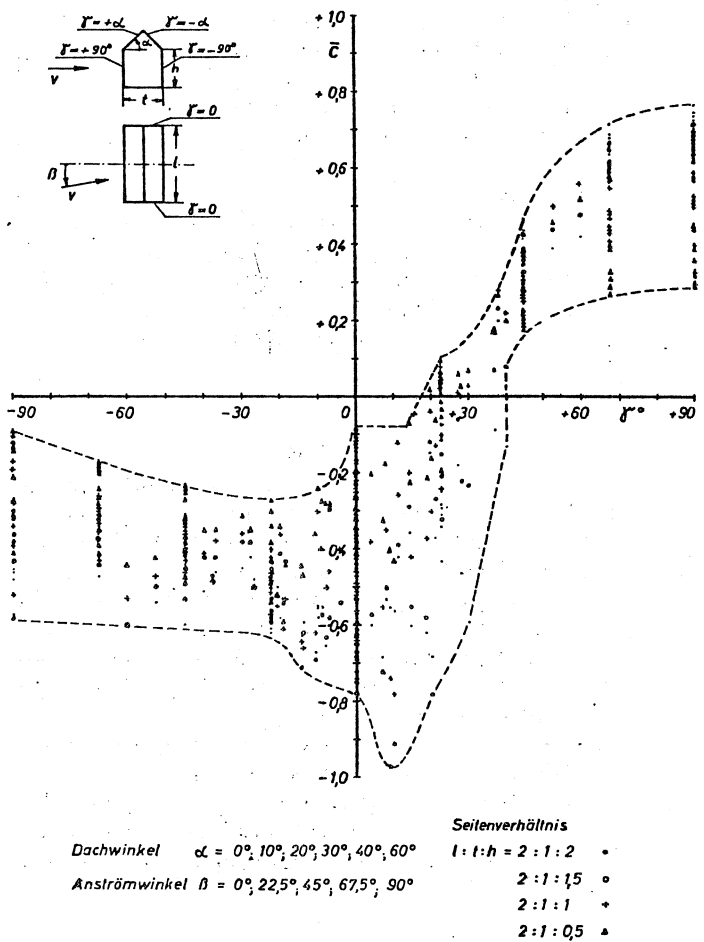 γ=+α γ=-α
α
γ=+90° γ=-90°
h
v
t
γ=0
l
β
v
γ=0
+1,0
c̄
+0,8
+0,6
+0,4
+0,2
-90 -60 -30 0 +30 +60 γ° +90
-0,2
-0,4
-0,6
-0,8
-1,0
Seitenverhältnis
Dachwinkel α = 0°; 10°; 20°; 30°; 40°; 60° l:t:h = 2:1:2
Anströmwinkel β = 0°; 22,5°; 45°; 67,5°; 90° 2:1:1,5
2:1:1
2:1:0,5